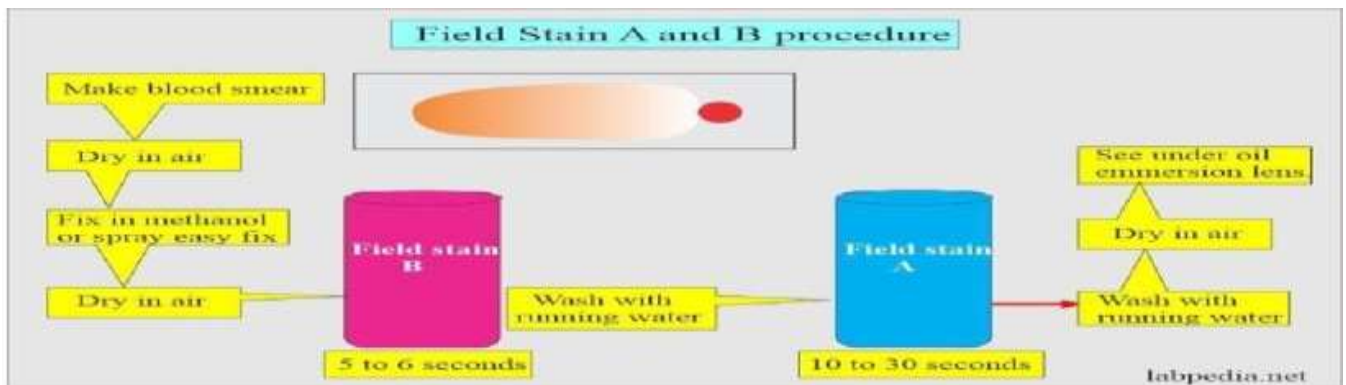 Field Stain A and B procedure
Make blood smear
Dry in air
Fix in methanol
or spray easy fix
Dry in air
Field stain
B
5 to 6 seconds
Wash with
running water
Field stain
A
10 to 30 seconds
See under oil
emmersion lens
Dry in air
Wash with
running water
labpedia.net